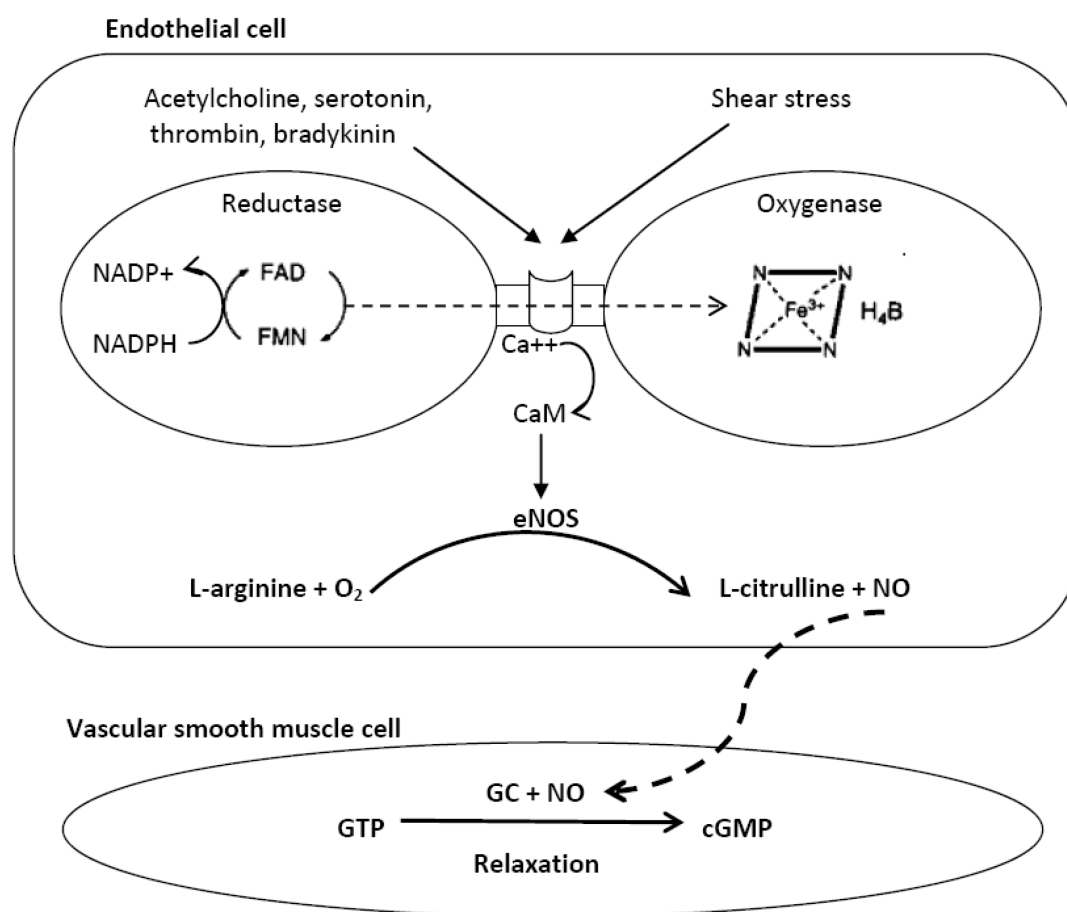 Endothelial cell
Acetylcholine, serotonin,
thrombin, bradykinin
Shear stress
Reductase
Oxygenase
NADP+
FAD
NADPH
FMN
N N
Fe³⁺
H₄B
N N
Ca++
CaM
eNOS
L-arginine + O₂
L-citrulline + NO
Vascular smooth muscle cell
GC + NO
GTP
cGMP
Relaxation